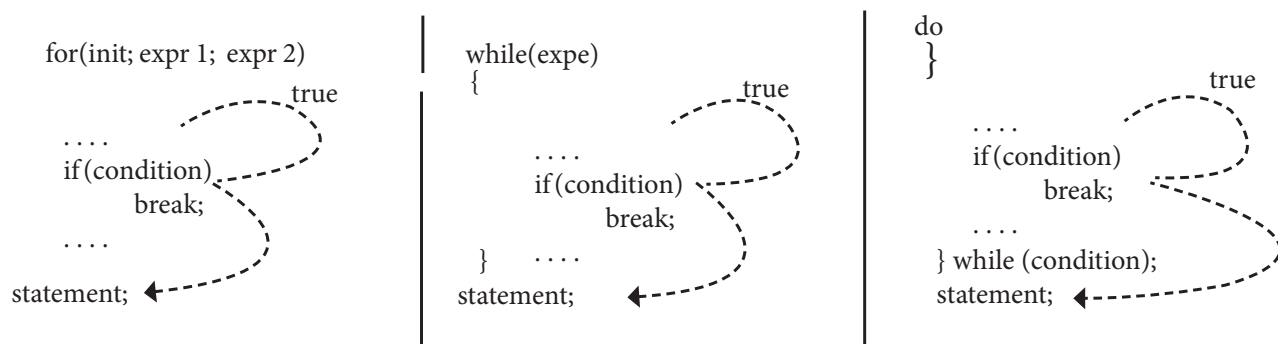 for(init; expr 1; expr 2)
true
. . . .
if (condition)
break;
. . . .
statement;
while(expe)
{
true
. . . .
if (condition)
break;
} . . . .
statement;
do
}
true
. . . .
if (condition)
break;
. . . .
} while (condition);
statement;